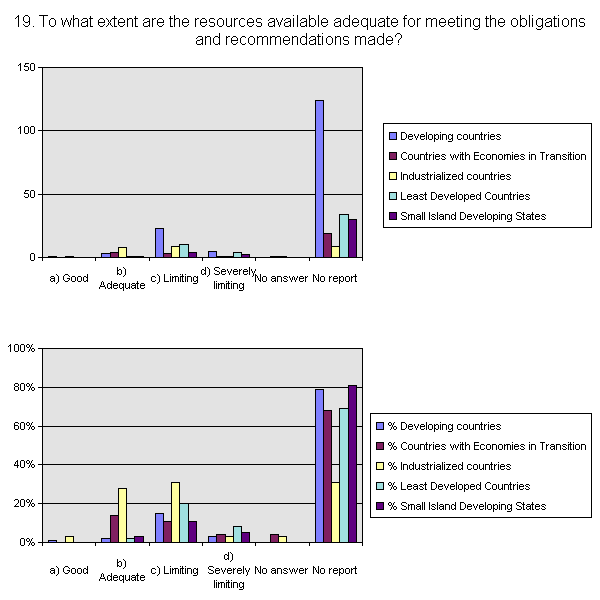 19. To what extent are the resources available adequate for meeting the obligations
and recommendations made?
150
100
50
0
a) Good
b)
Adequate
c) Limiting
d) Severely
limiting
No answer
No report
Developing countries
Countries with Economies in Transition
Industrialized countries
Least Developed Countries
Small Island Developing States
100%
80%
60%
40%
20%
0%
a) Good
b)
Adequate
c) Limiting
d)
Severely
limiting
No answer
No report
% Developing countries
% Countries with Economies in Transition
% Industrialized countries
% Least Developed Countries
% Small Island Developing States